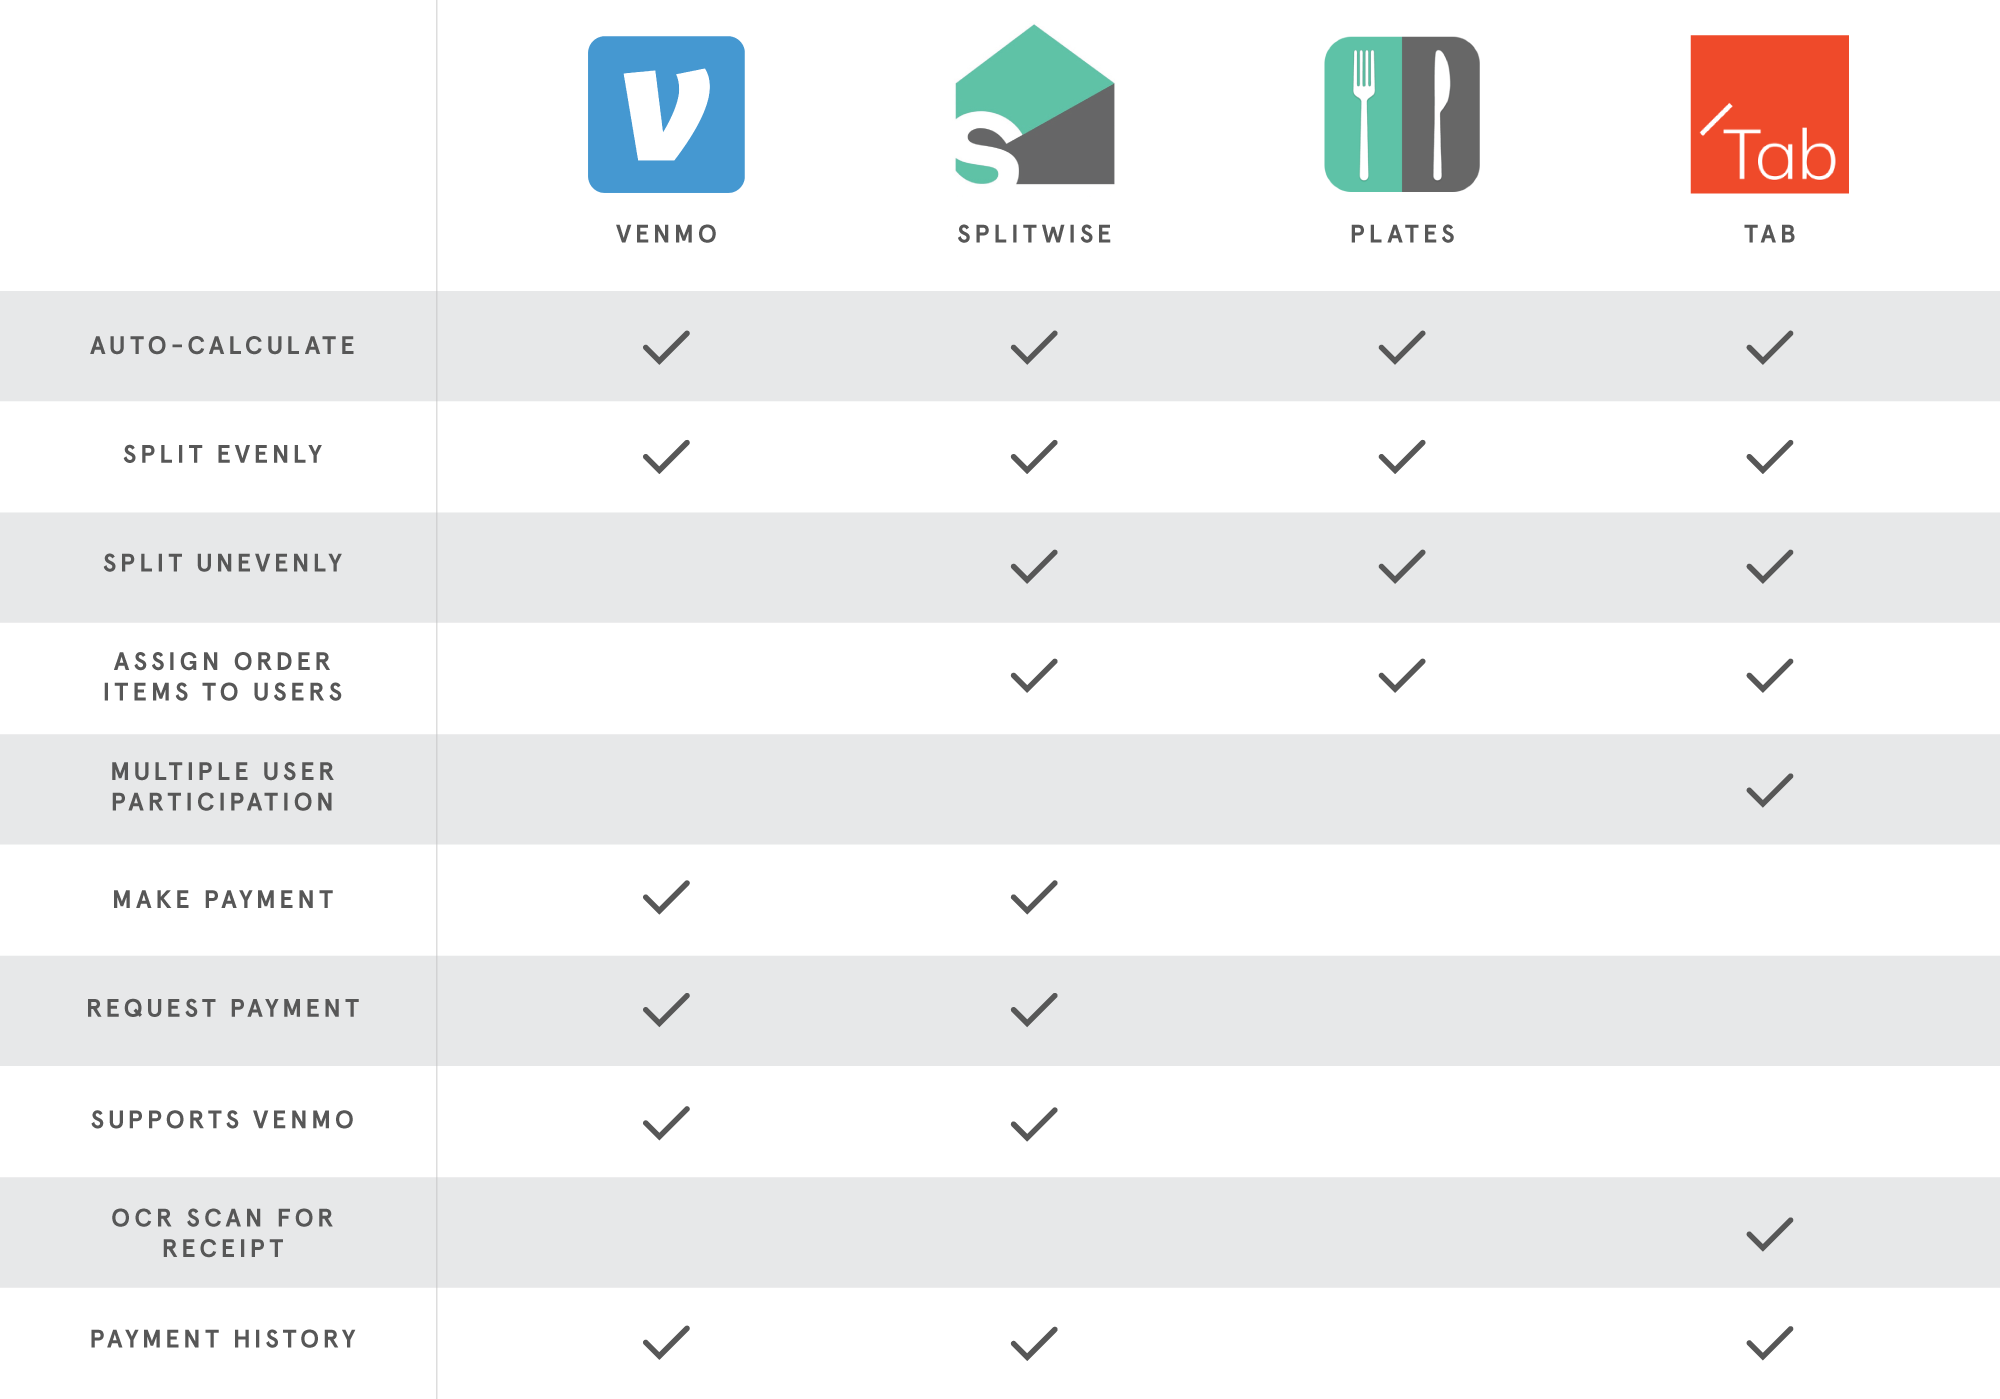 V
S
Tab
VENMO
SPLITWISE
PLATES
TAB
AUTO-CALCULATE
SPLIT EVENLY
SPLIT UNEVENLY
ASSIGN ORDER
ITEMS TO USERS
MULTIPLE USER
PARTICIPATION
MAKE PAYMENT
REQUEST PAYMENT
SUPPORTS VENMO
OCR SCAN FOR
RECEIPT
PAYMENT HISTORY